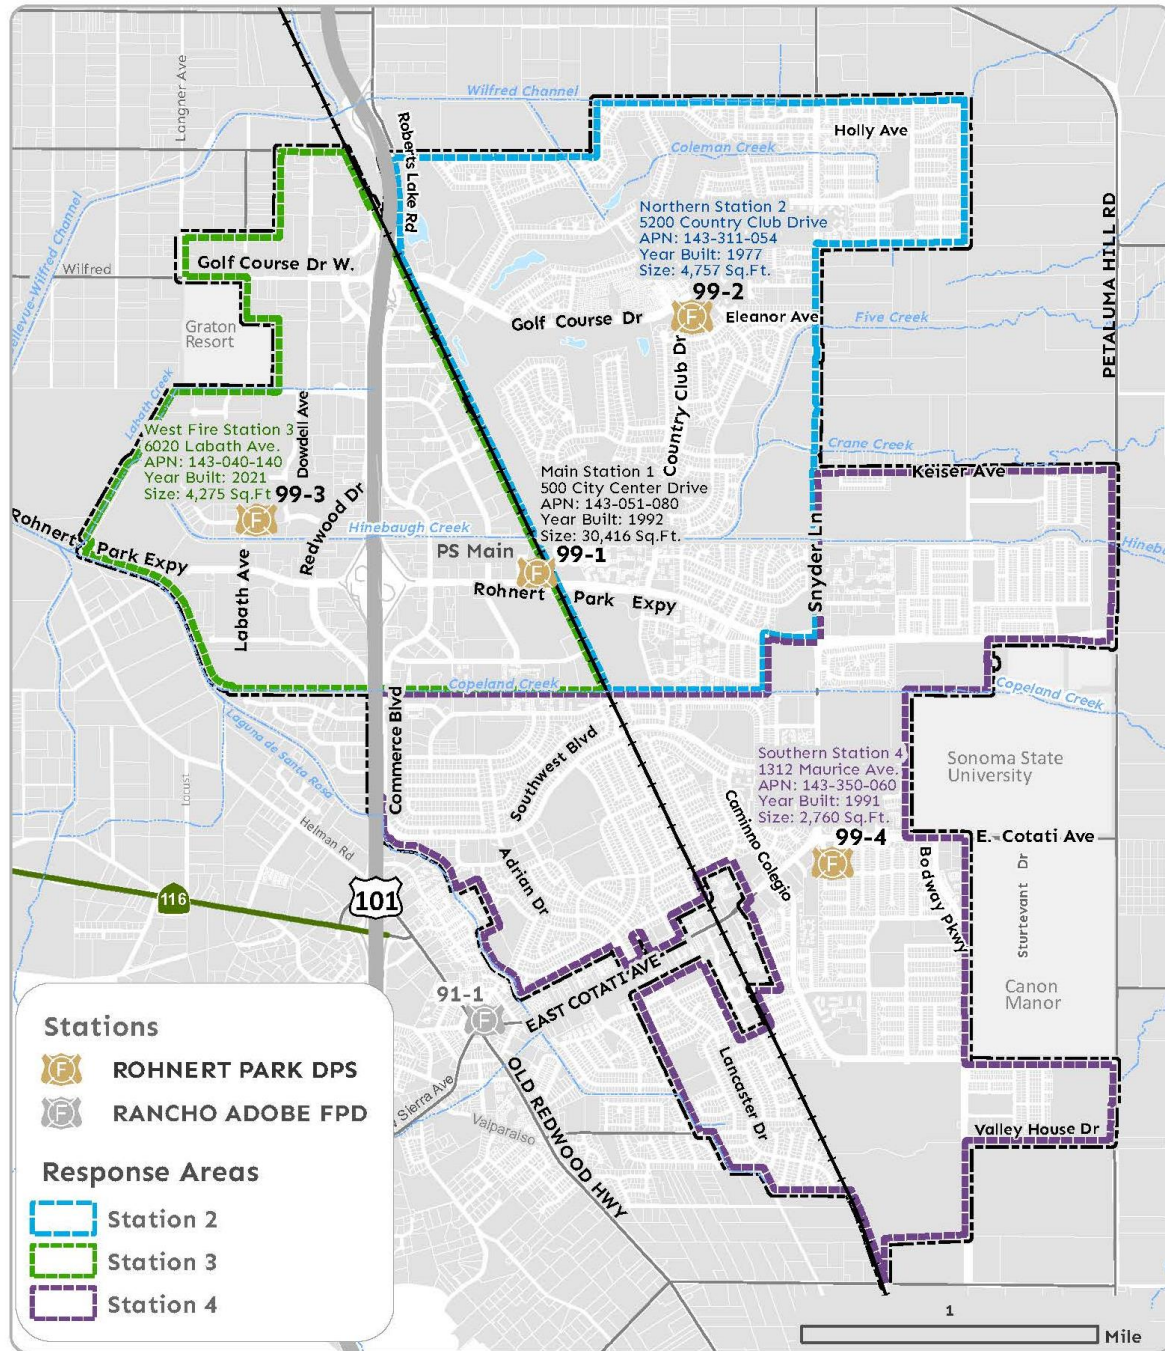 Langner Ave
Wilfred Channel
Roberts Lake Rd
Holly Ave
Coleman Creek
Bellevue-Wilfred Channel
Northern Station 2
5200 Country Club Drive
APN: 143-311-054
Year Built: 1977
Size: 4,757 Sq.Ft.
99-2
PETALUMA HILL RD
Wilfred
Golf Course Dr W.
Golf Course Dr
F
Eleanor Ave
Five Creek
Graton
Resort
Country Club Dr
Labath Creek
Dowdell Ave
West Fire Station 3
6020 Labath Ave.
APN: 143-040-140
Year Built: 2021
Size: 4,275 Sq.Ft
99-3
F
Crane Creek
Keiser Ave
Main Station 1
500 City Center Drive
APN: 143-051-080
Year Built: 1992
Size: 30,416 Sq.Ft.
99-1
Redwood Dr
Hinebaugh Creek
PS Main
F
Rohnert
Park Expy
Labath Ave
Rohnert Park Expy
Snyder Ln
Copeland Creek
Copeland Creek
Laguna de Santa Rosa
Commerce Blvd
Southwest Blvd
Southern Station 4
1312 Maurice Ave.
APN: 143-350-060
Year Built: 1991
Size: 2,760 Sq.Ft.
99-4
F
Sonoma State
University
Locust
Helman Rd
Caminno Colegio
E. Cotati Ave
Adrian Dr
Bodway Pkwy
Sturtevant Dr
116
101
Canon
Manor
91-1
F
EAST COTATI AVE
Lancaster Dr
OLD REDWOOD HWY
Sierra Ave
Valparaiso
Valley House Dr
Stations
F
ROHNERT PARK DPS
F
RANCHO ADOBE FPD
Response Areas
Station 2
Station 3
Station 4
1
Mile